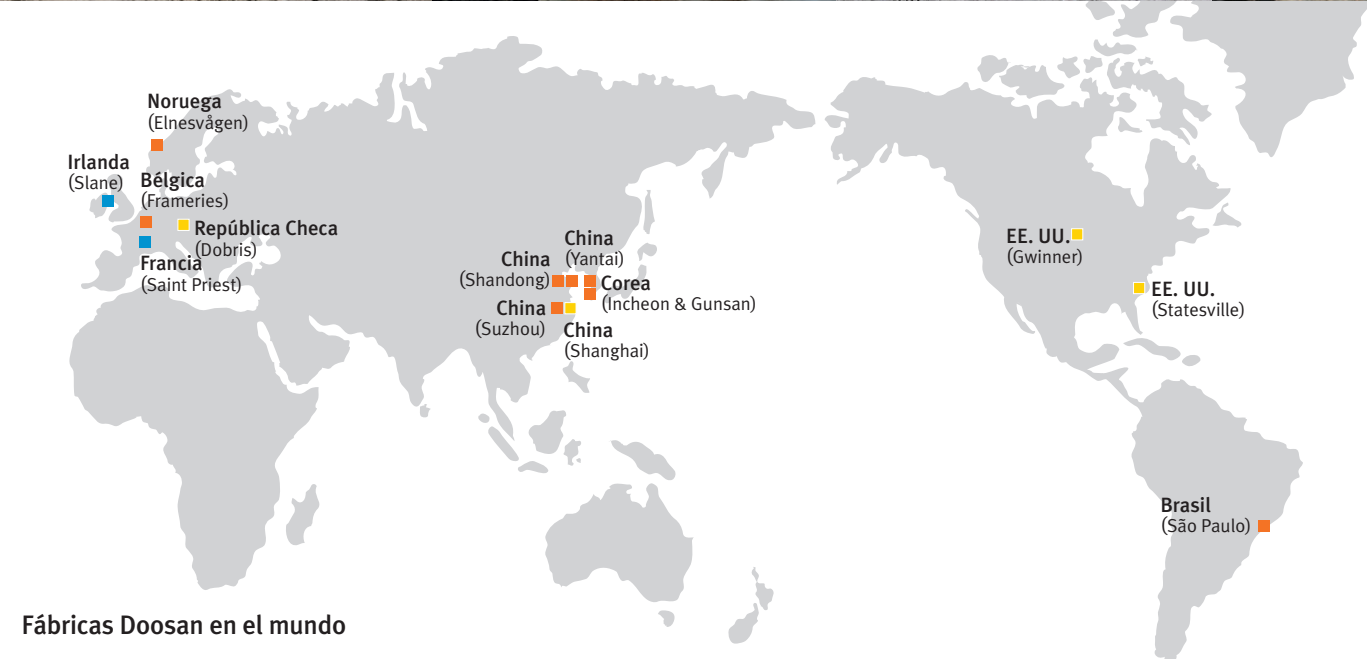 Noruega
(Elnesvågen)
Irlanda
(Slane)
Bélgica
(Frameries)
República Checa
(Dobris)
Francia
(Saint Priest)
China
(Yantai)
China
(Shandong)
Corea
(Incheon & Gunsan)
China
(Suzhou)
China
(Shanghai)
EE. UU.
(Gwinner)
EE. UU.
(Statesville)
Brasil
(São Paulo)
Fábricas Doosan en el mundo